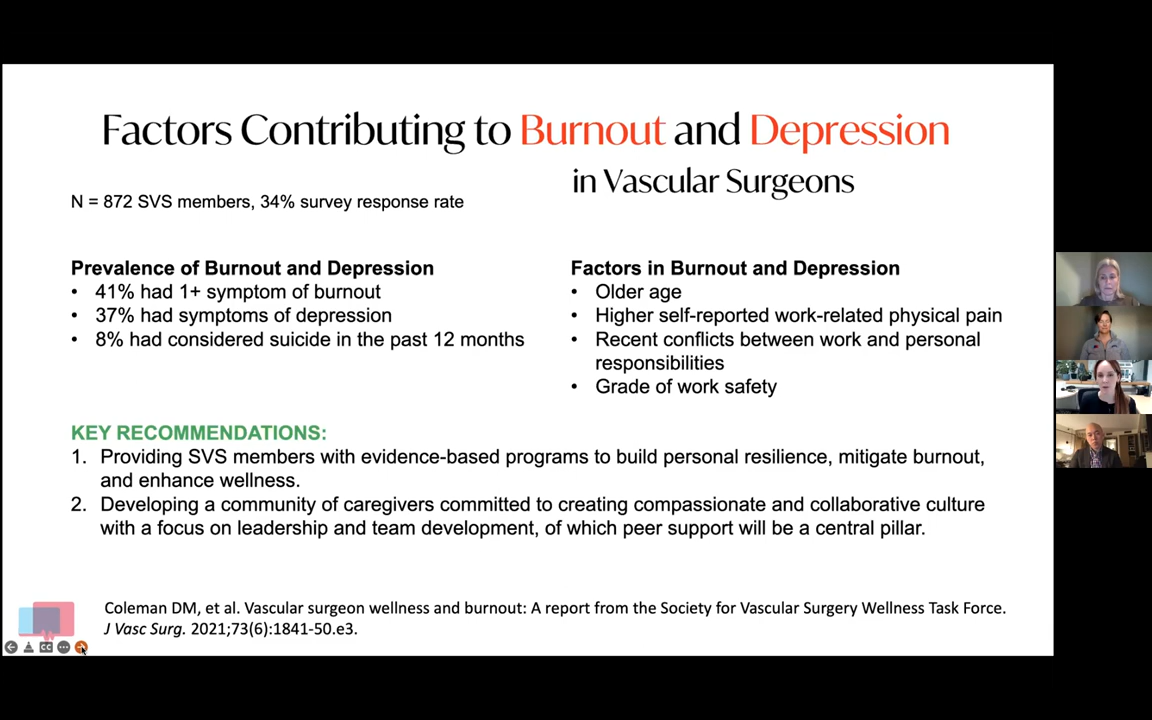 Factors Contributing to Burnout and Depression
in Vascular Surgeons
N = 872 SVS members, 34% survey response rate
Prevalence of Burnout and Depression
• 41% had 1+ symptom of burnout
• 37% had symptoms of depression
• 8% had considered suicide in the past 12 months
Factors in Burnout and Depression
• Older age
• Higher self-reported work-related physical pain
• Recent conflicts between work and personal
responsibilities
• Grade of work safety
KEY RECOMMENDATIONS:
1. Providing SVS members with evidence-based programs to build personal resilience, mitigate burnout,
and enhance wellness.
2. Developing a community of caregivers committed to creating compassionate and collaborative culture
with a focus on leadership and team development, of which peer support will be a central pillar.
Coleman DM, et al. Vascular surgeon wellness and burnout: A report from the Society for Vascular Surgery Wellness Task Force.
J Vasc Surg. 2021;73(6):1841-50.e3.
CC